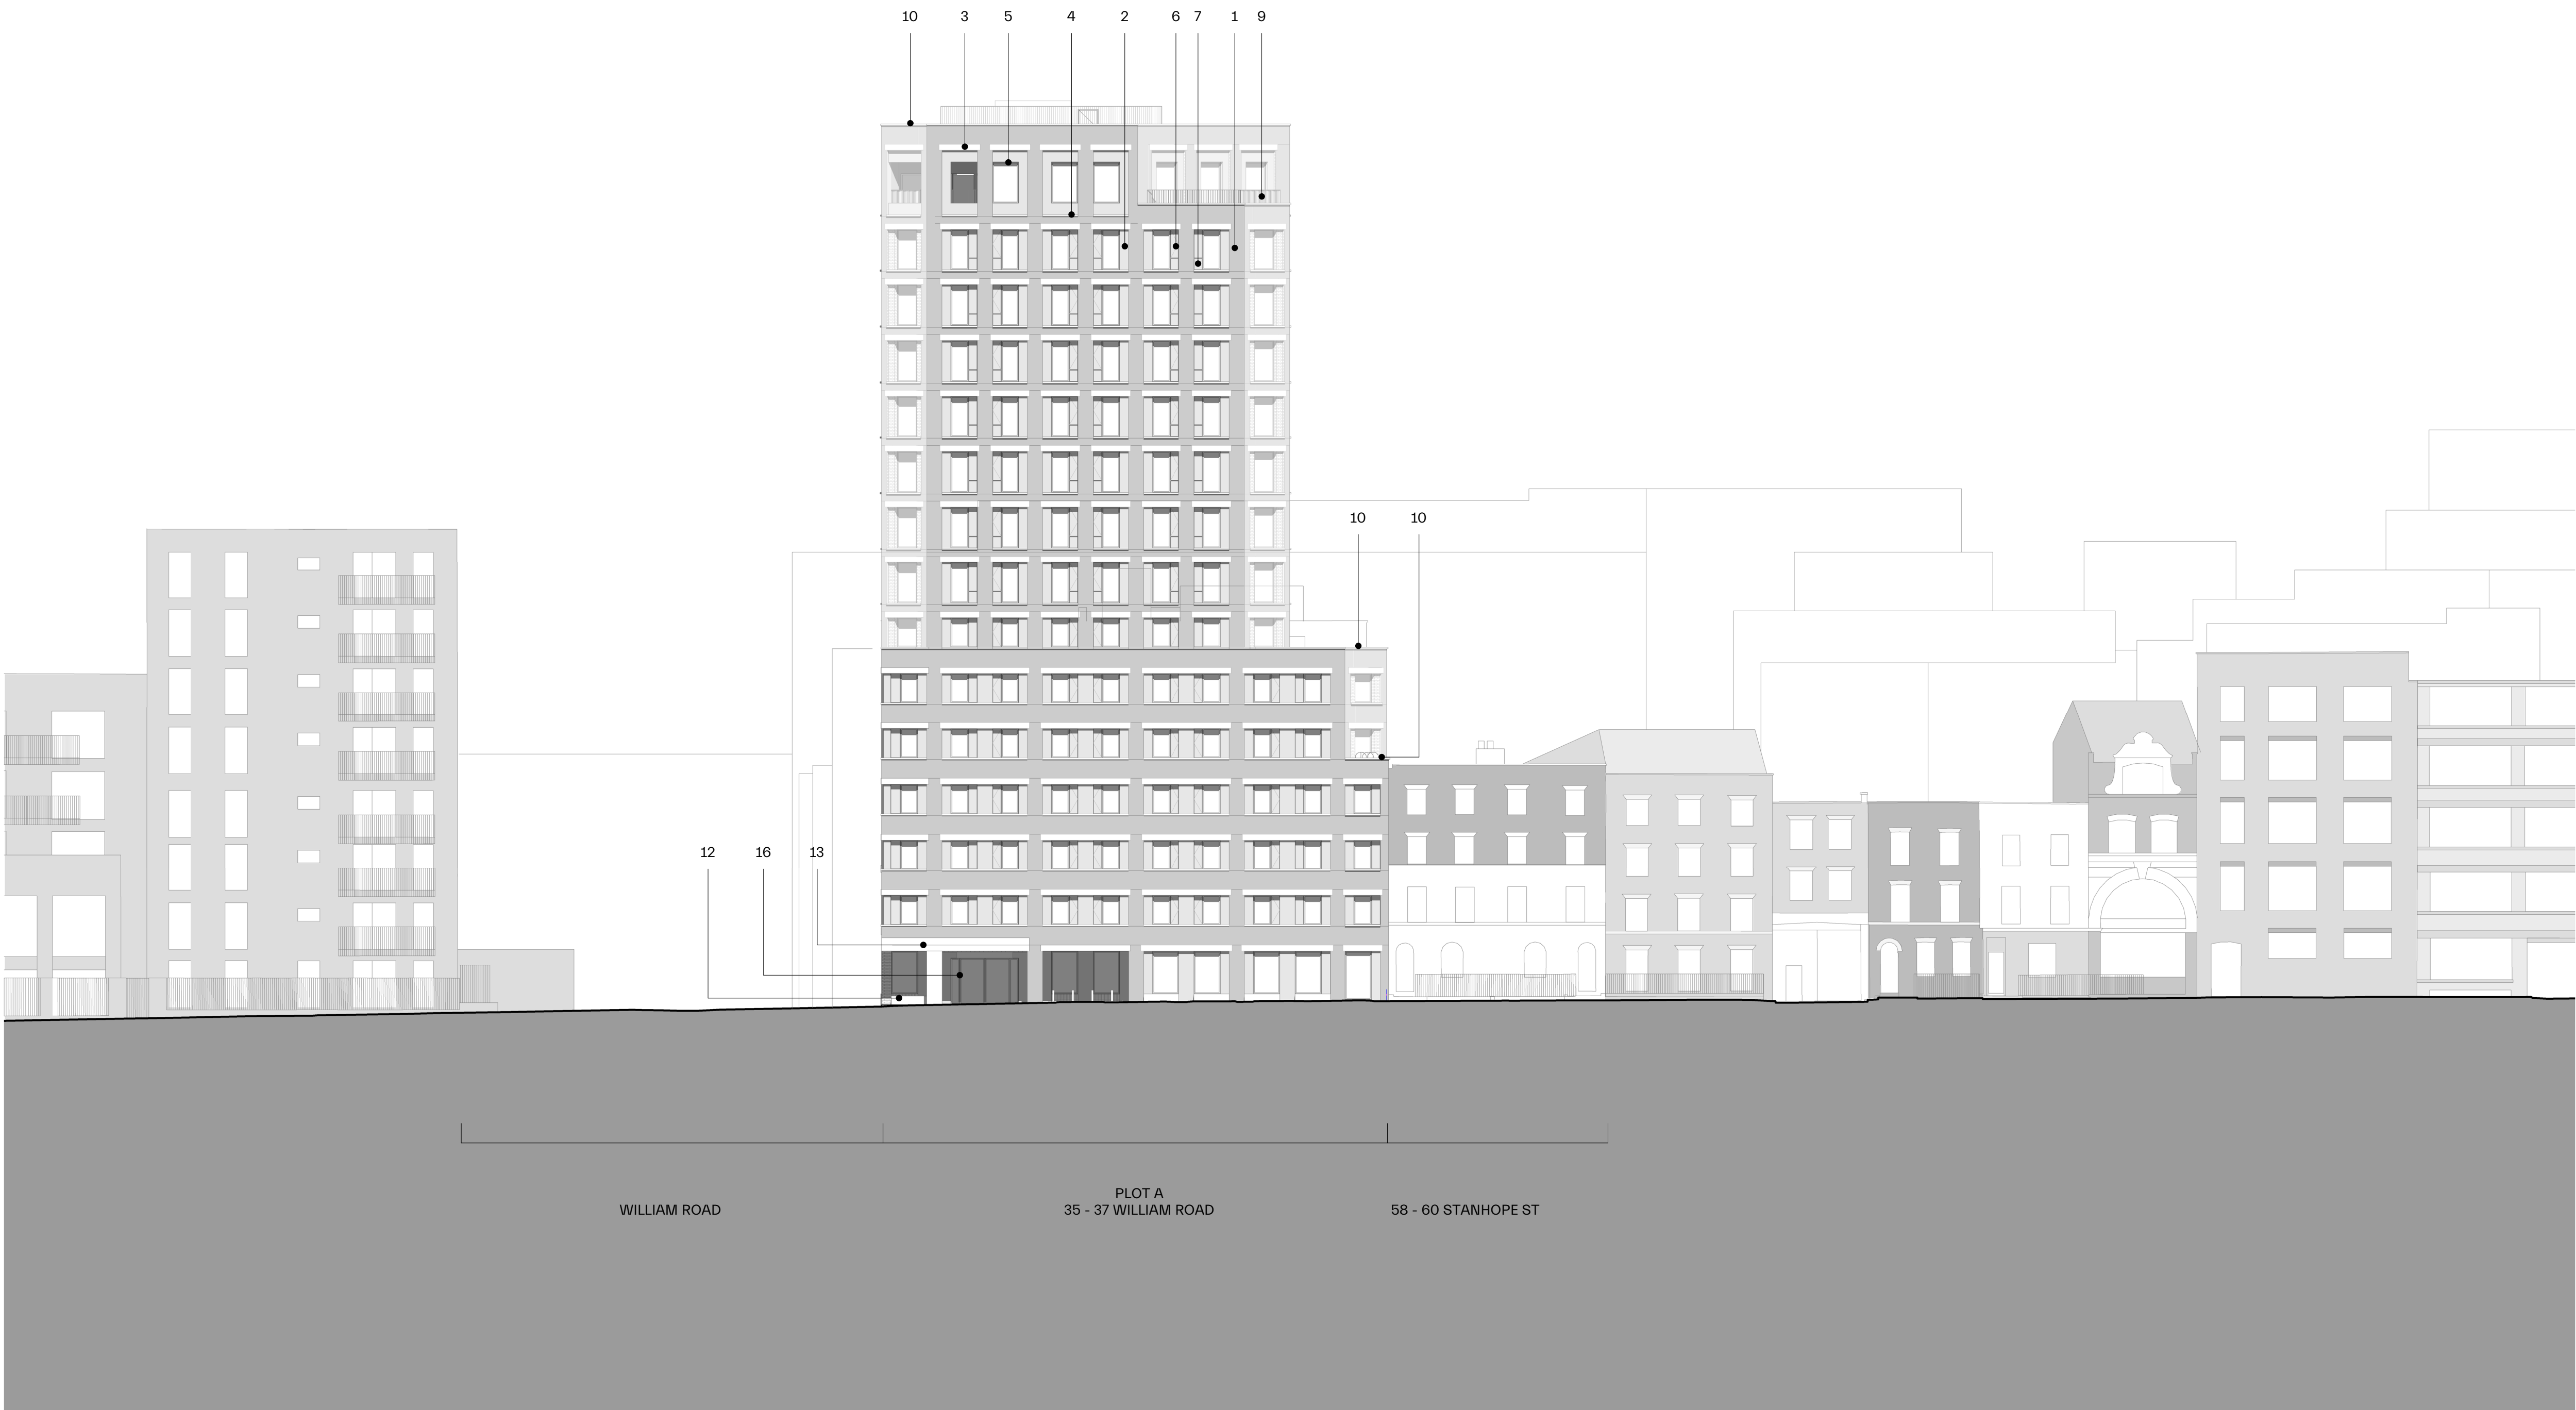 10 3 5 4 2 6 7 1 9
10 10
12 16 13
PLOT A
WILLIAM ROAD 35 - 37 WILLIAM ROAD 58 - 60 STANHOPE ST